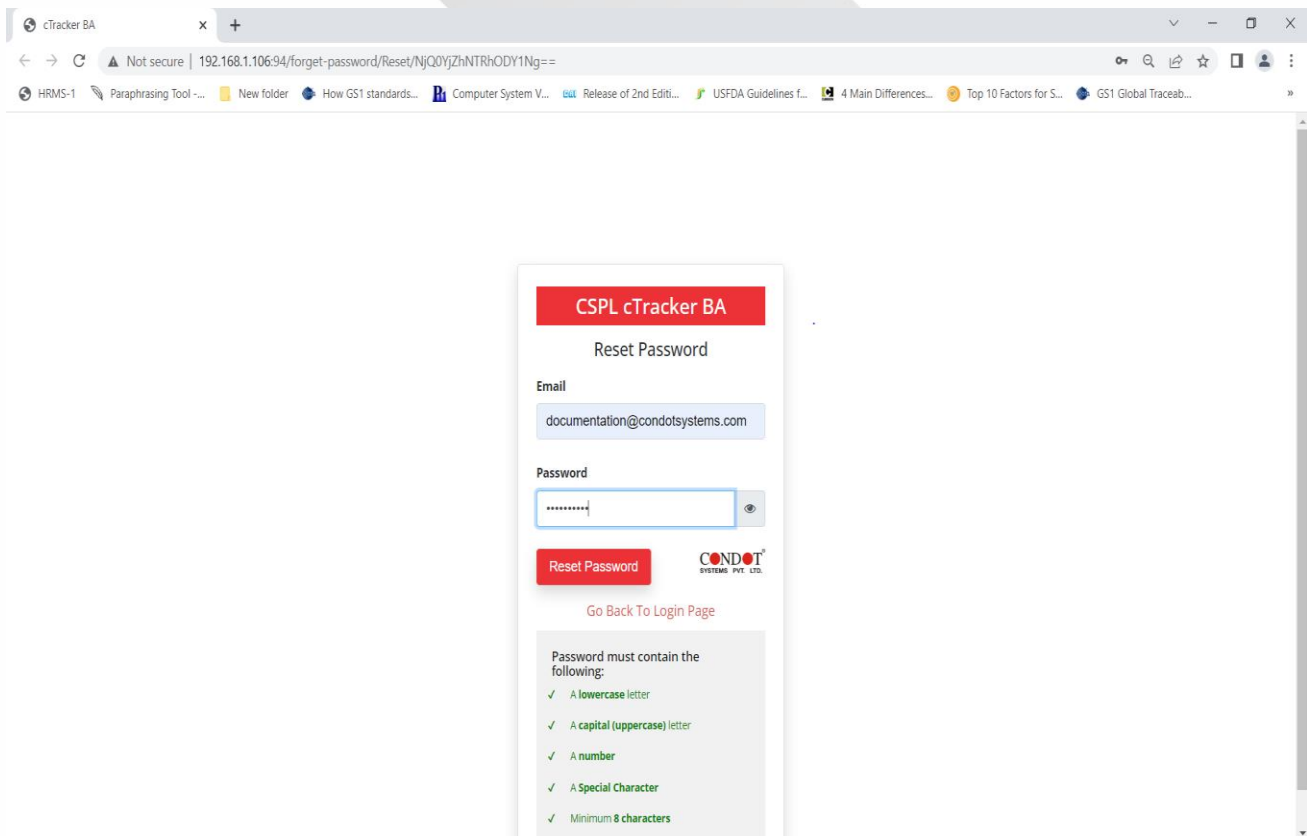 cTracker BA
Not secure | 192.168.1.106:94/forget-password/Reset/NjQ0YjZhNTRhODY1Ng==
HRMS-1 Paraphrasing Tool -... New folder How GS1 standards... Computer System V... Release of 2nd Editi... USFDA Guidelines f... 4 Main Differences... Top 10 Factors for S... GS1 Global Traceab... »
CSPL cTracker BA
Reset Password
Email
documentation@condotsystems.com
Password
••••••••••
Reset Password
CONDOT®
SYSTEMS PVT. LTD.
Go Back To Login Page
Password must contain the
following:
✓ A lowercase letter
✓ A capital (uppercase) letter
✓ A number
✓ A Special Character
✓ Minimum 8 characters